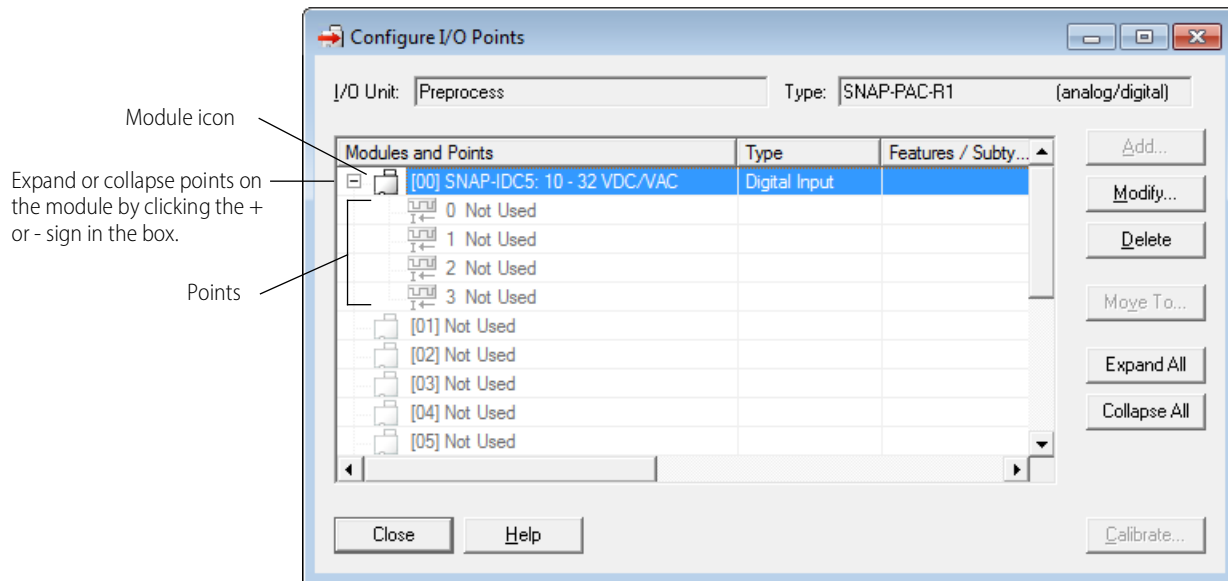 Configure I/O Points
I/O Unit: Preprocess Type: SNAP-PAC-R1 (analog/digital)
Module icon
Expand or collapse points on
the module by clicking the +
or - sign in the box.
Points
Modules and Points Type Features / Subty...
[00] SNAP-IDC5: 10 - 32 VDC/VAC Digital Input
0 Not Used
1 Not Used
2 Not Used
3 Not Used
[01] Not Used
[02] Not Used
[03] Not Used
[04] Not Used
[05] Not Used
Add...
Modify...
Delete
Move To...
Expand All
Collapse All
Close Help Calibrate...